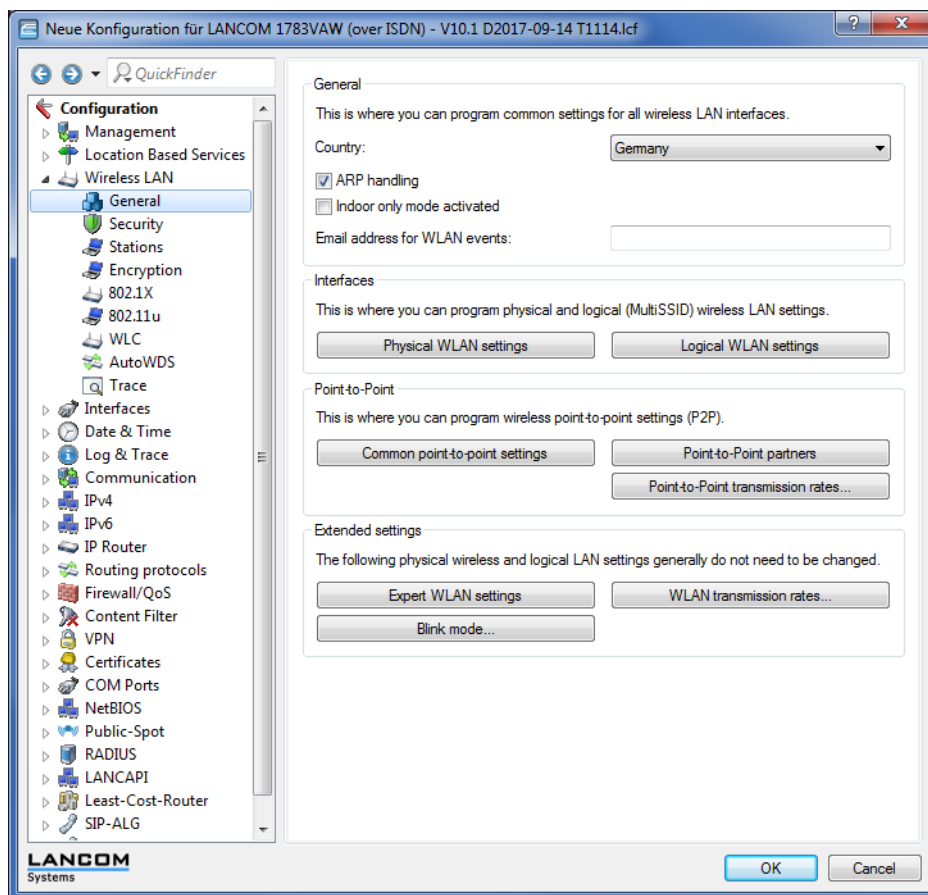 Neue Konfiguration für LANCOM 1783VAW (over ISDN) - V10.1 D2017-09-14 T1114.lcf
QuickFinder
Configuration
Management
Location Based Services
Wireless LAN
General
Security
Stations
Encryption
802.1X
802.11u
WLC
AutoWDS
Trace
Interfaces
Date & Time
Log & Trace
Communication
IPv4
IPv6
IP Router
Routing protocols
Firewall/QoS
Content Filter
VPN
Certificates
COM Ports
NetBIOS
Public-Spot
RADIUS
LANCAPI
Least-Cost-Router
SIP-ALG
General
This is where you can program common settings for all wireless LAN interfaces.
Country: Germany
ARP handling
Indoor only mode activated
Email address for WLAN events:
Interfaces
This is where you can program physical and logical (MultiSSID) wireless LAN settings.
Physical WLAN settings Logical WLAN settings
Point-to-Point
This is where you can program wireless point-to-point settings (P2P).
Common point-to-point settings Point-to-Point partners
Point-to-Point transmission rates...
Extended settings
The following physical wireless and logical LAN settings generally do not need to be changed.
Expert WLAN settings WLAN transmission rates...
Blink mode...
LANCOM
Systems
OK Cancel